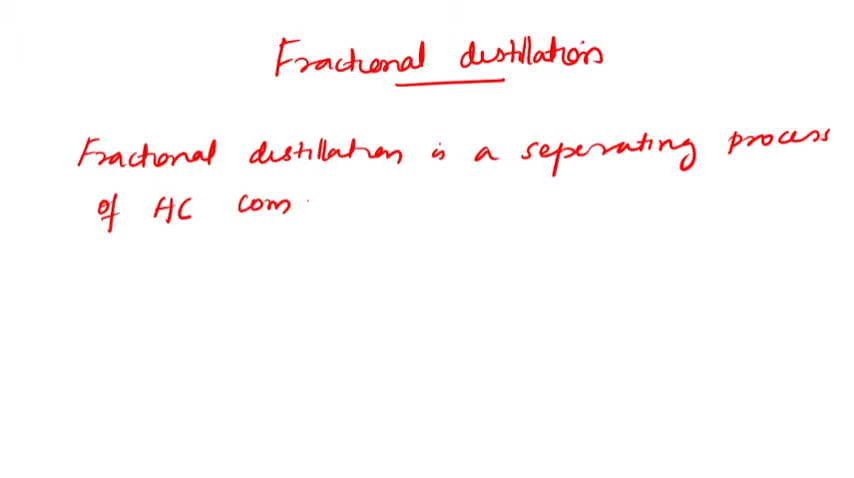 Fractional distillation
Fractional distillation is a seperating process
of HC com